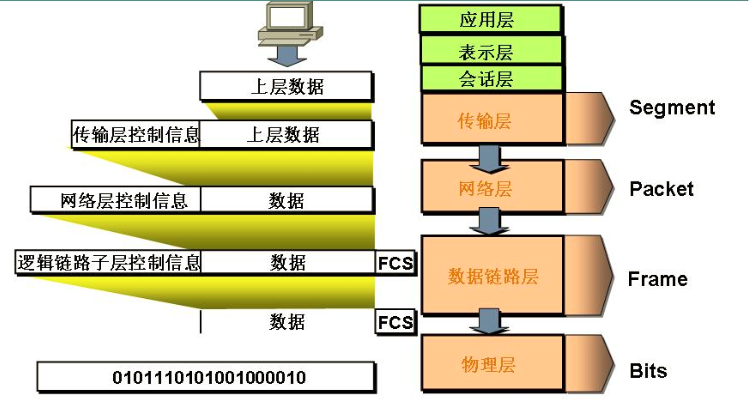 应用层
表示层
会话层
上层数据
传输层控制信息 上层数据
传输层
Segment
网络层控制信息 数据
网络层
Packet
逻辑链路子层控制信息 数据 FCS
数据链路层
Frame
数据 FCS
0101110101001000010
物理层
Bits